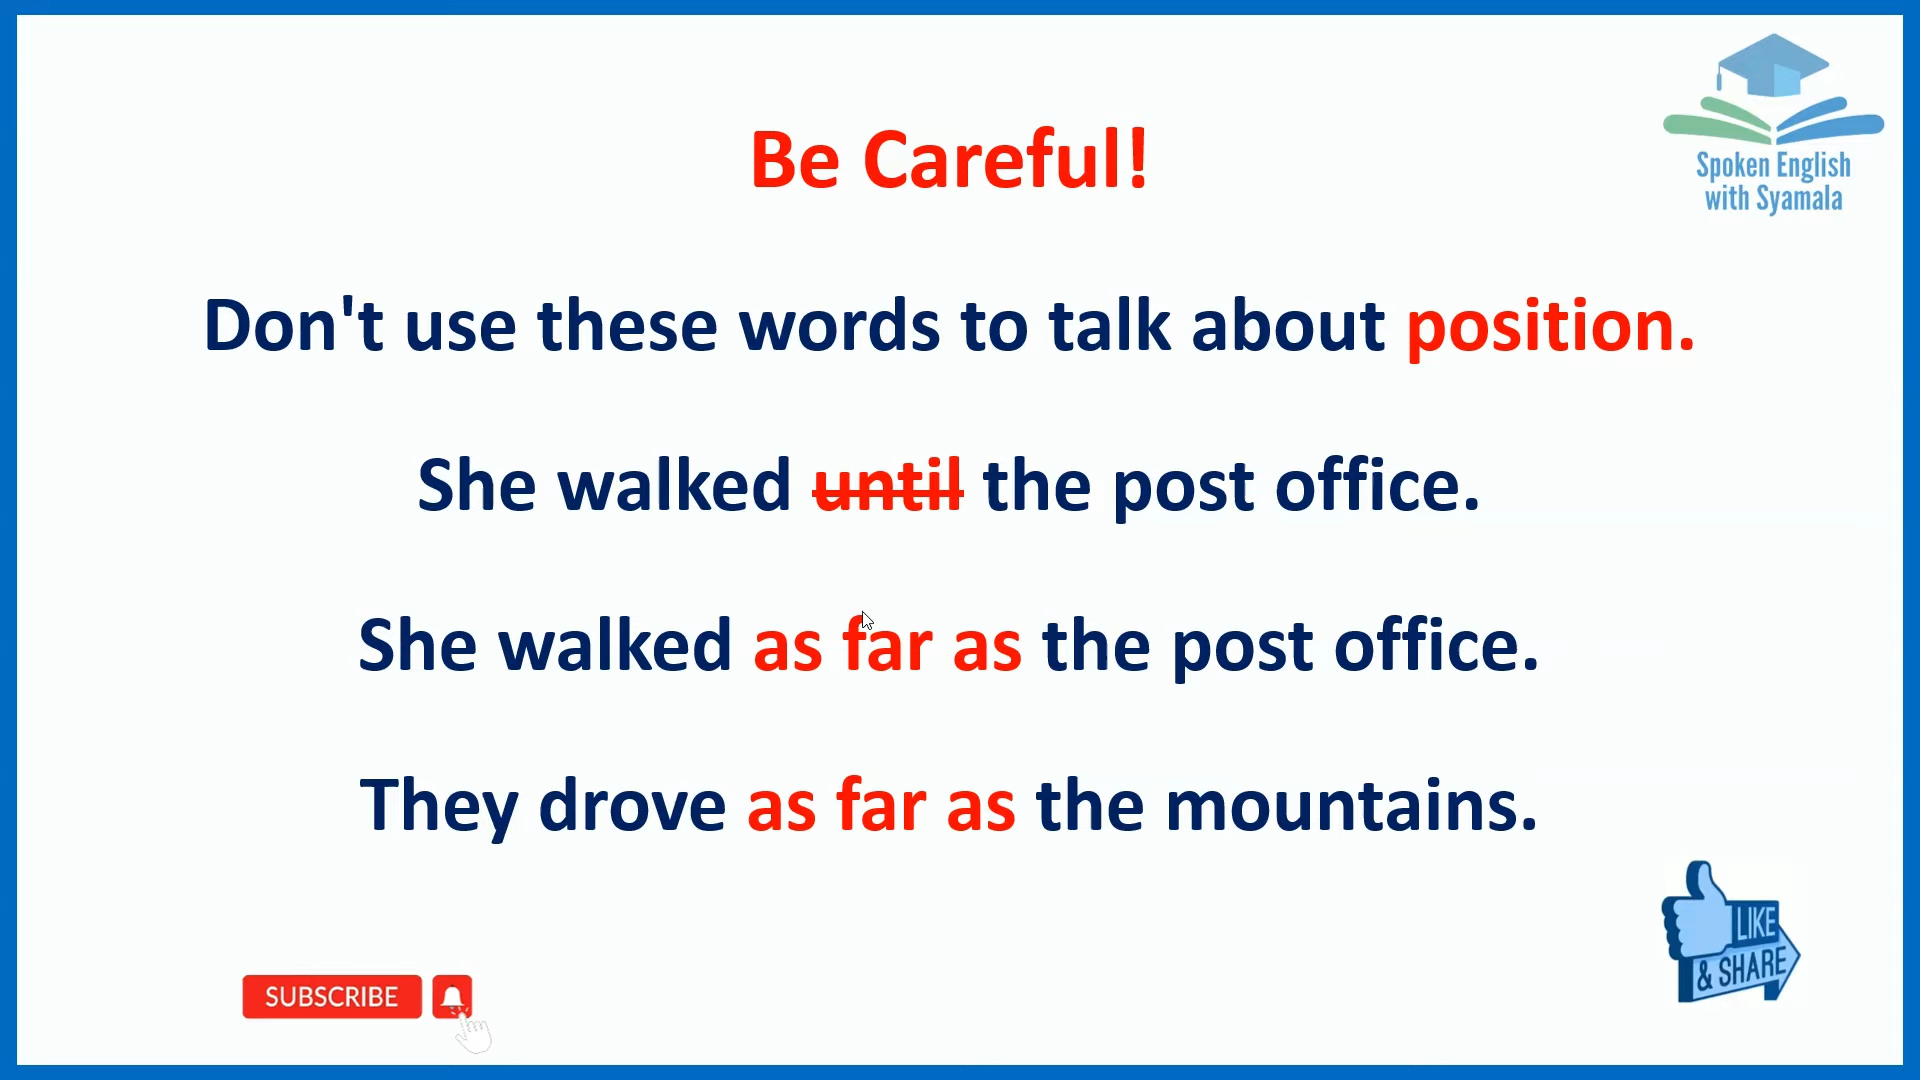 Spoken English
with Syamala
Be Careful!
Don't use these words to talk about position.
She walked until the post office.
She walked as far as the post office.
They drove as far as the mountains.
LIKE
& SHARE
SUBSCRIBE